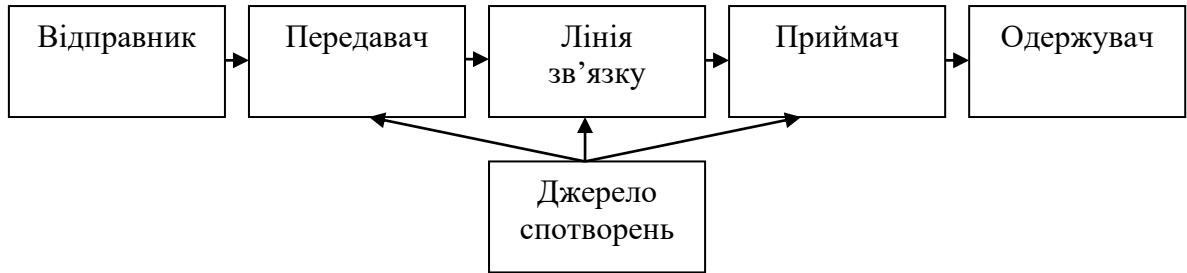 Відправник
Передавач
Лінія
зв’язку
Приймач
Одержувач
Джерело
спотворень